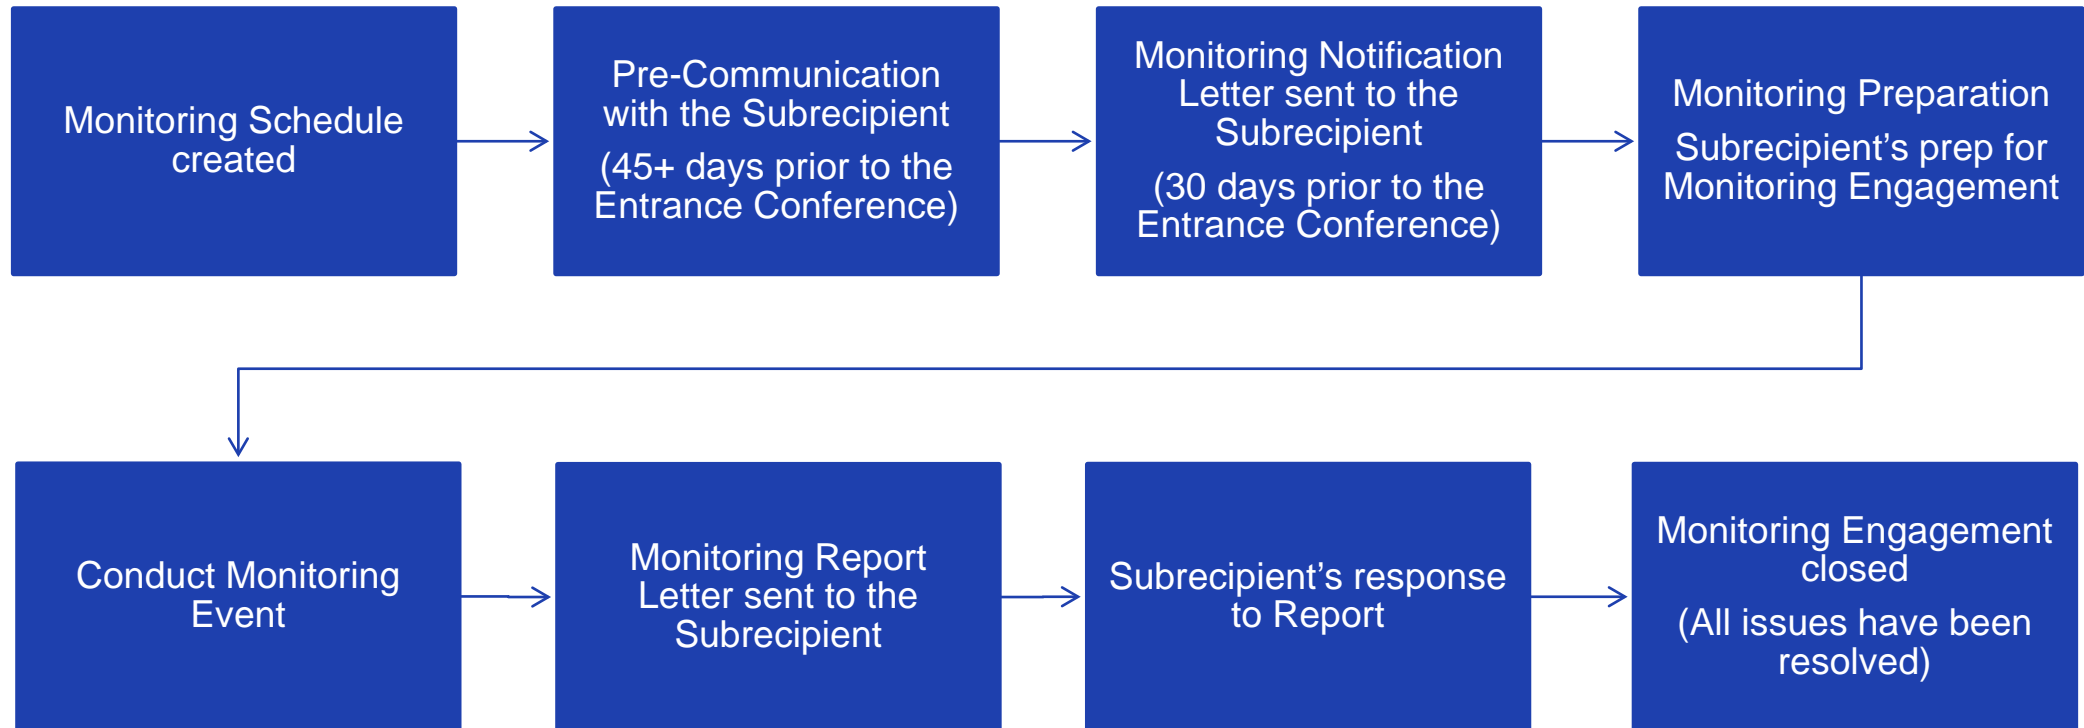 Monitoring Schedule
created
Pre-Communication
with the Subrecipient
(45+ days prior to the
Entrance Conference)
Monitoring Notification
Letter sent to the
Subrecipient
(30 days prior to the
Entrance Conference)
Monitoring Preparation
Subrecipient’s prep for
Monitoring Engagement
Conduct Monitoring
Event
Monitoring Report
Letter sent to the
Subrecipient
Subrecipient’s response
to Report
Monitoring Engagement
closed
(All issues have been
resolved)